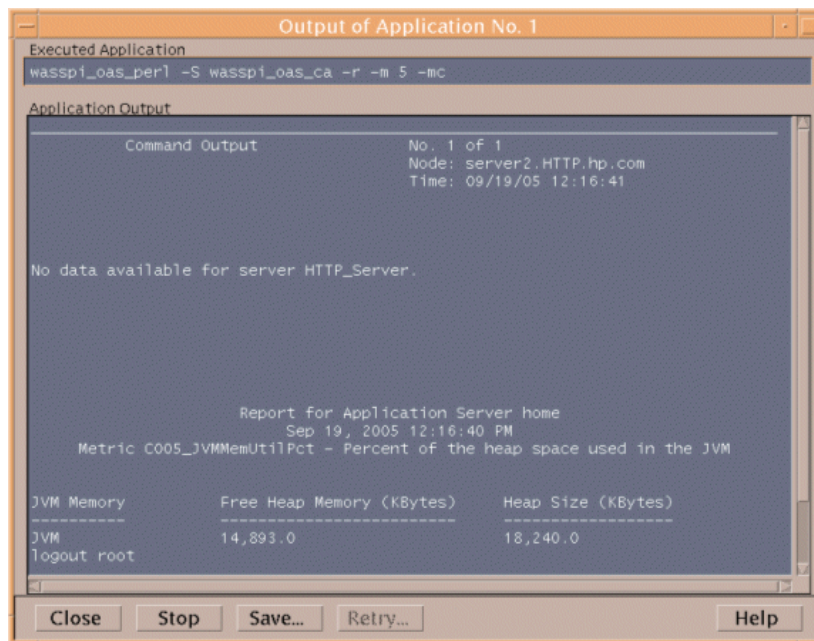 Output of Application No. 1
Executed Application
wasspi_oas_perl -S wasspi_oas_ca -r -m 5 -mc
Application Output
Command Output No. 1 of 1
Node: server2.HTTP.hp.com
Time: 09/19/05 12:16:41
No data available for server HTTP_Server.
Report for Application Server home
Sep 19, 2005 12:16:40 PM
Metric C005_JVMMemUtilPct - Percent of the heap space used in the JVM
JVM Memory Free Heap Memory (KBytes) Heap Size (KBytes)
---------- ------------------------- ------------------
JVM 14,893.0 18,240.0
logout root
Close Stop Save... Retry... Help